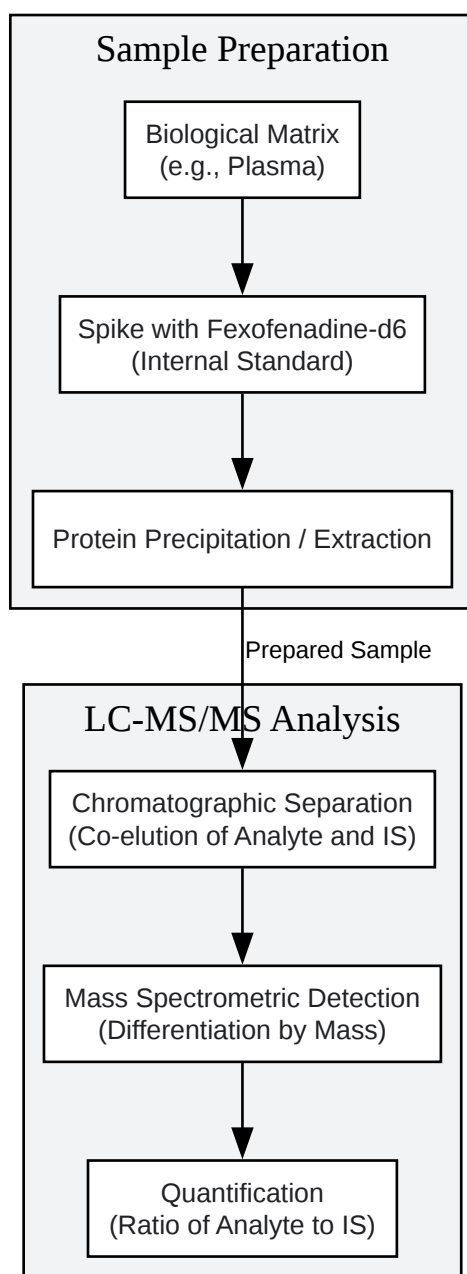 Sample Preparation
Biological Matrix
(e.g., Plasma)
Spike with Fexofenadine-d6
(Internal Standard)
Protein Precipitation / Extraction
Prepared Sample
LC-MS/MS Analysis
Chromatographic Separation
(Co-elution of Analyte and IS)
Mass Spectrometric Detection
(Differentiation by Mass)
Quantification
(Ratio of Analyte to IS)